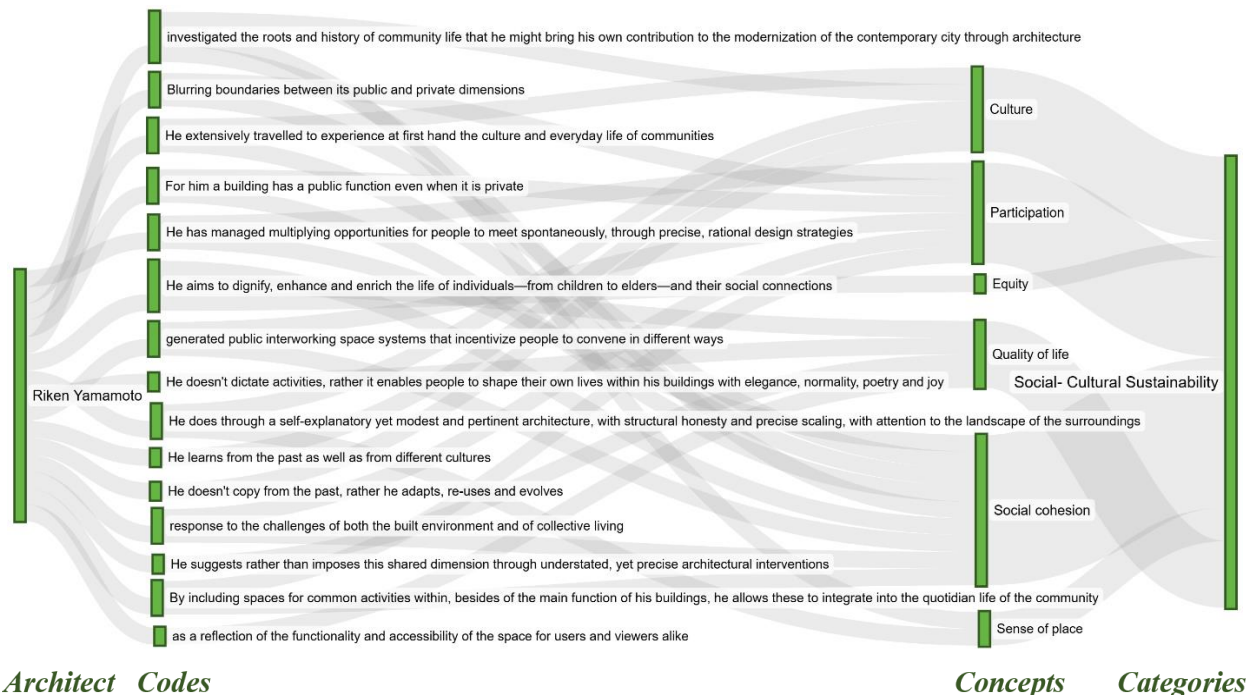 investigated the roots and history of community life that he might bring his own contribution to the modernization of the contemporary city through architecture
Blurring boundaries between its public and private dimensions
Culture
He extensively travelled to experience at first hand the culture and everyday life of communities
For him a building has a public function even when it is private
Participation
He has managed multiplying opportunities for people to meet spontaneously, through precise, rational design strategies
He aims to dignify, enhance and enrich the life of individuals—from children to elders—and their social connections
Equity
generated public interworking space systems that incentivize people to convene in different ways
Quality of life
He doesn't dictate activities, rather it enables people to shape their own lives within his buildings with elegance, normality, poetry and joy
Social- Cultural Sustainability
Riken Yamamoto
He does through a self-explanatory yet modest and pertinent architecture, with structural honesty and precise scaling, with attention to the landscape of the surroundings
He learns from the past as well as from different cultures
He doesn't copy from the past, rather he adapts, re-uses and evolves
Social cohesion
response to the challenges of both the built environment and of collective living
He suggests rather than imposes this shared dimension through understated, yet precise architectural interventions
By including spaces for common activities within, besides of the main function of his buildings, he allows these to integrate into the quotidian life of the community
Sense of place
as a reflection of the functionality and accessibility of the space for users and viewers alike
Architect Codes Concepts Categories